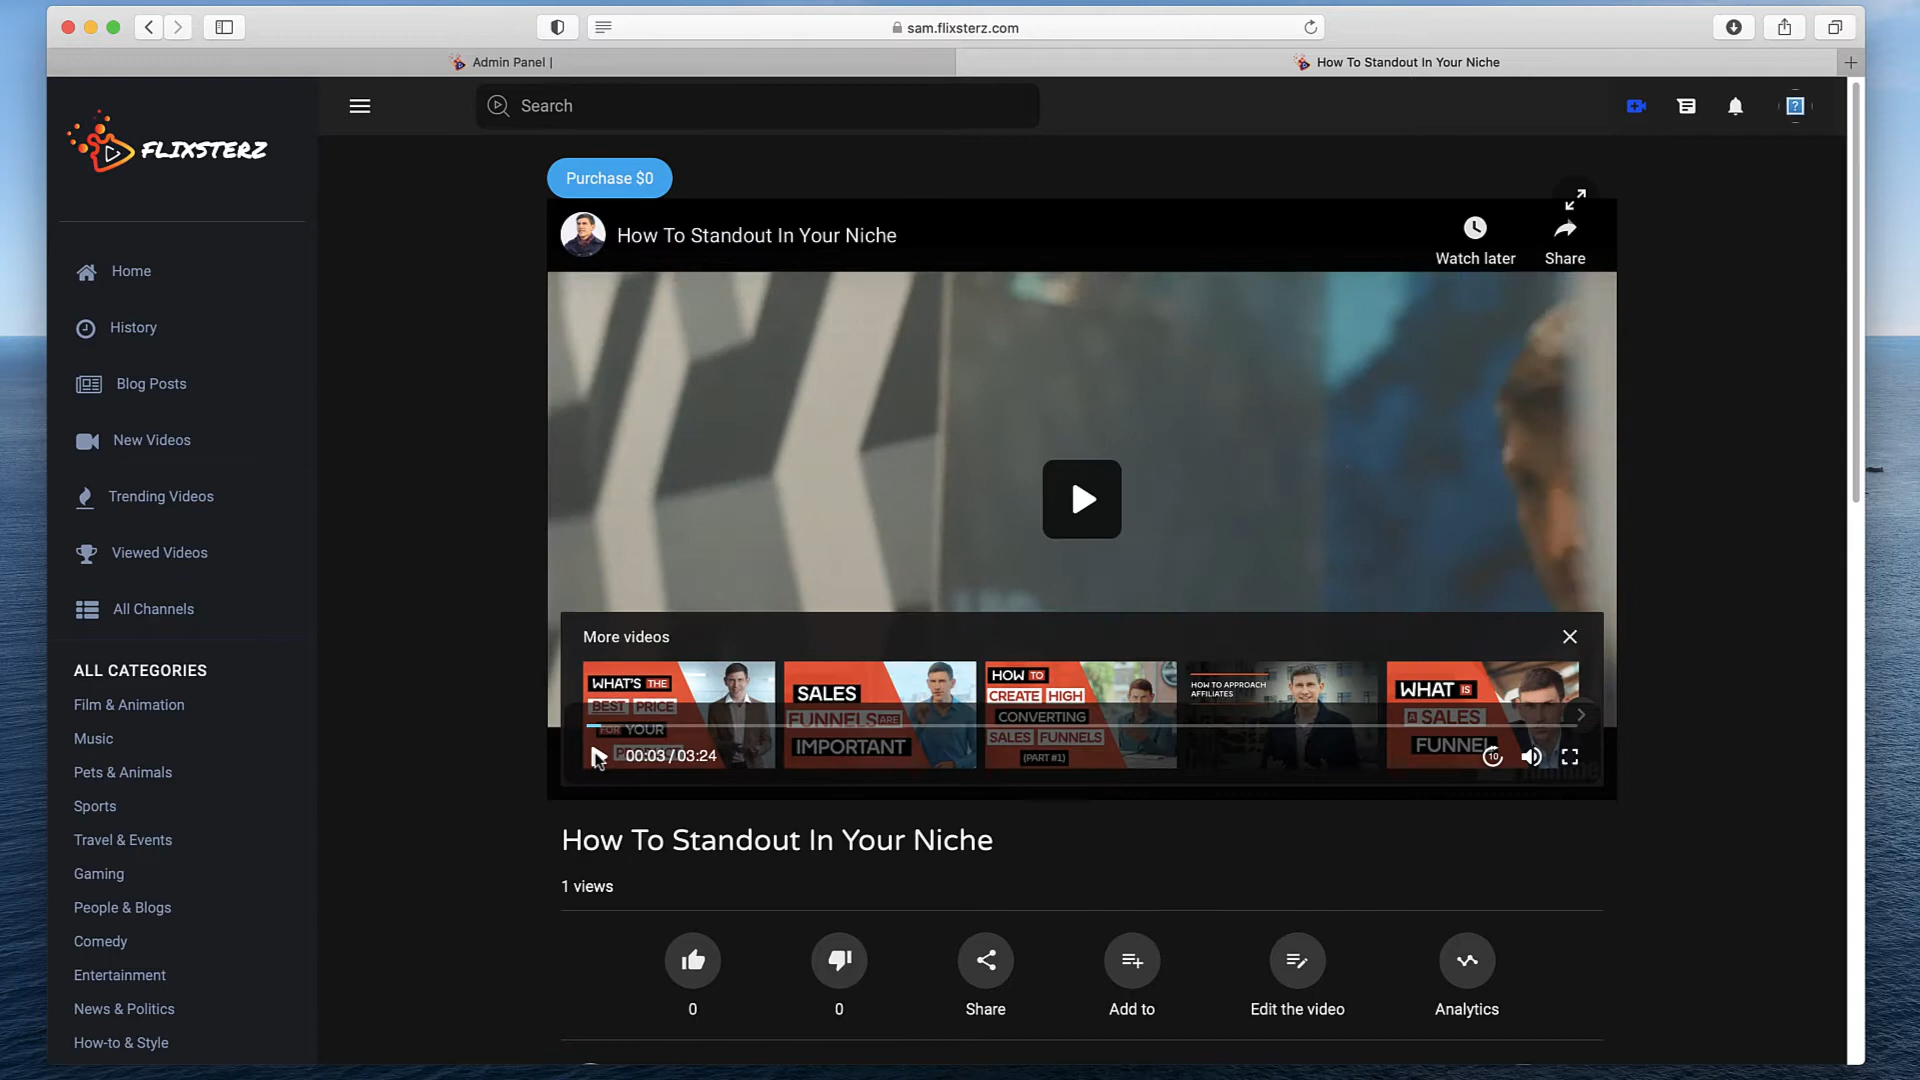 sam.flixsterz.com
Admin Panel |
How To Standout In Your Niche
FLIXSTERZ
Search
Purchase $0
How To Standout In Your Niche
Watch later
Share
Home
History
Blog Posts
New Videos
Trending Videos
Viewed Videos
All Channels
ALL CATEGORIES
Film & Animation
Music
Pets & Animals
Sports
Travel & Events
Gaming
People & Blogs
Comedy
Entertainment
News & Politics
How-to & Style
More videos
WHAT'S THE
BEST PRICE
FOR YOUR
SALES
FUNNELS ARE
IMPORTANT
HOW TO
CREATE HIGH
CONVERTING
SALES FUNNELS
(PART #1)
HOW TO APPROACH
AFFILIATES
WHAT IS
A SALES
FUNNEL
00:03 / 03:24
10
How To Standout In Your Niche
1 views
0
0
Share
Add to
Edit the video
Analytics